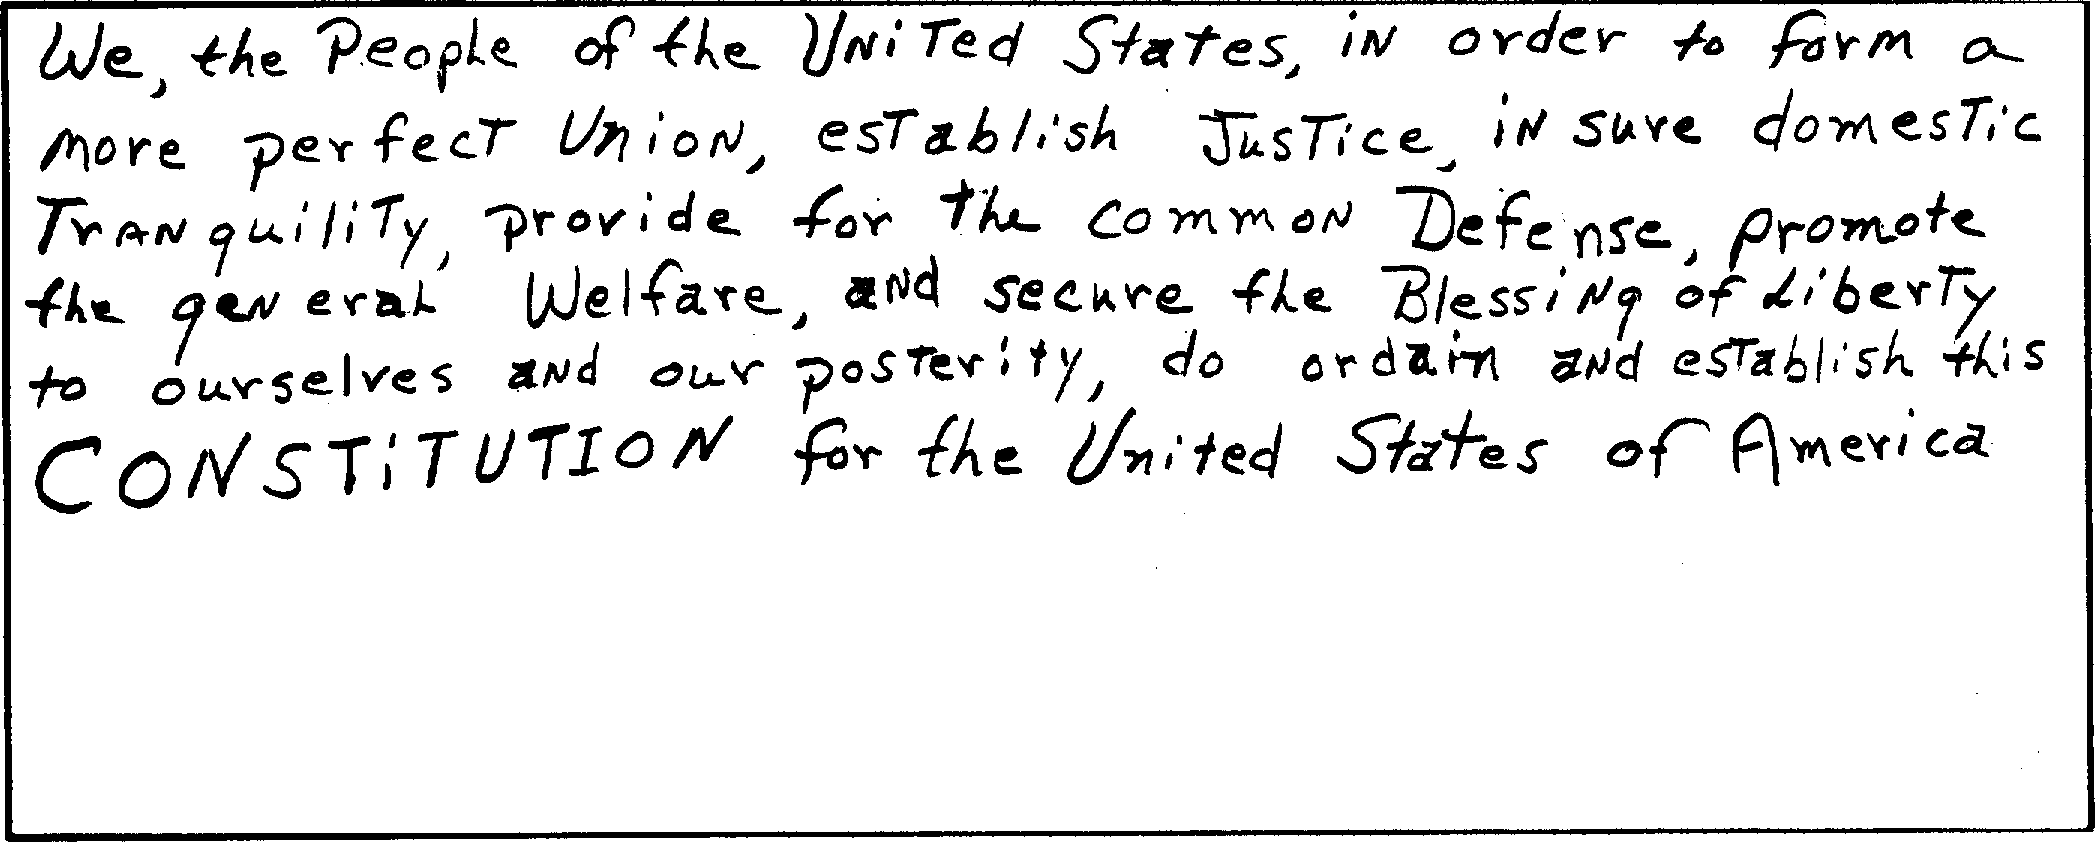 We, the People of the United States, in order to form a
more perfect Union, establish Justice, insure domestic
Tranquility, provide for the common Defense, promote
the general Welfare, and secure the Blessing of Liberty
to ourselves and our posterity, do ordain and establish this
CONSTITUTION for the United States of America